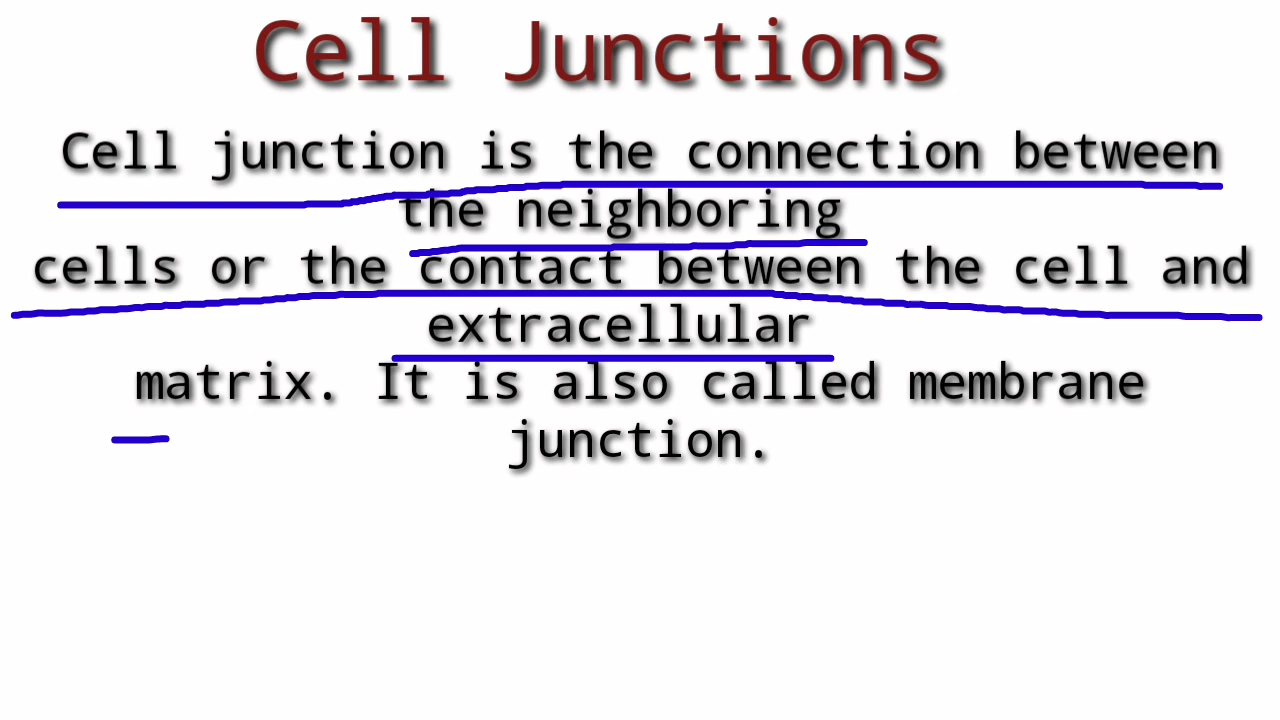 Cell Junctions
Cell junction is the connection between
the neighboring
cells or the contact between the cell and
extracellular
matrix. It is also called membrane
junction.